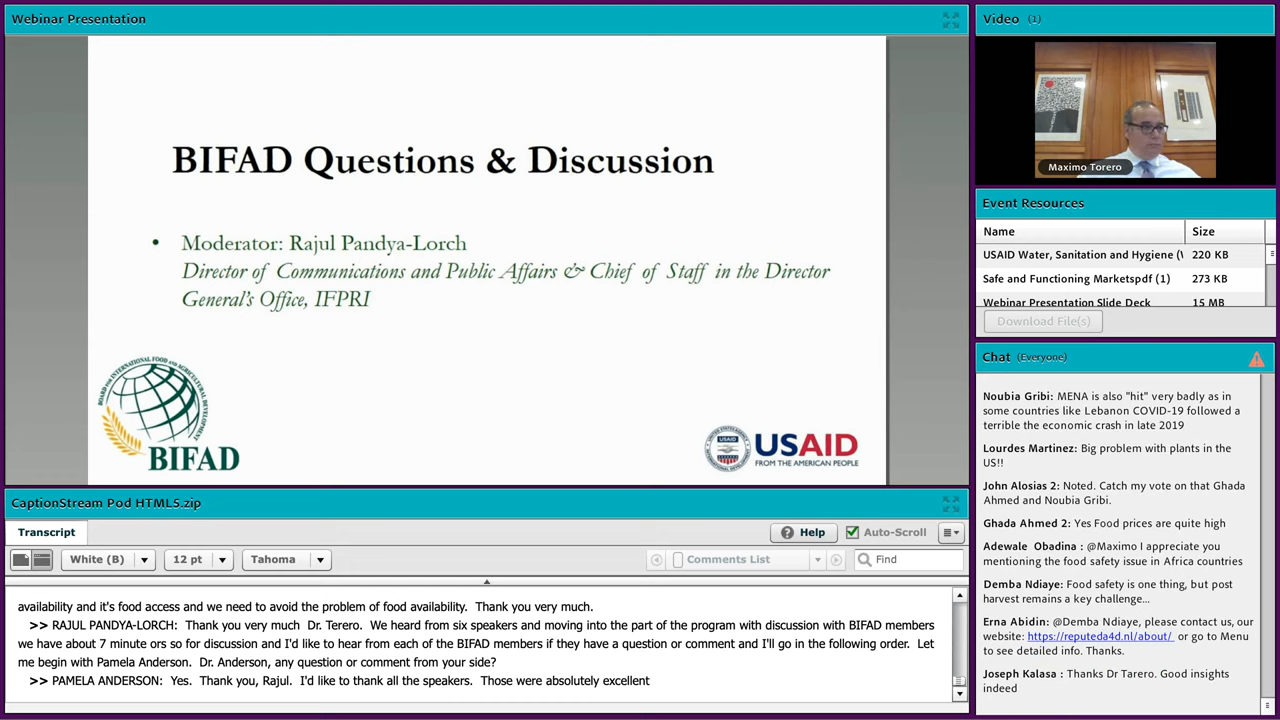 Webinar Presentation
BIFAD Questions & Discussion
• Moderator: Rajul Pandya-Lorch
Director of Communications and Public Affairs & Chief of Staff in the Director
General's Office, IFPRI
BOARD FOR INTERNATIONAL FOOD AND AGRICULTURAL DEVELOPMENT
BIFAD
USAID
USAID
FROM THE AMERICAN PEOPLE
CaptionStream Pod HTML5.zip
Transcript
Help
Auto-Scroll
White (B)
12 pt
Tahoma
Comments List
Find
availability and it's food access and we need to avoid the problem of food availability.  Thank you very much.
>> RAJUL PANDYA-LORCH:  Thank you very much  Dr. Terero.  We heard from six speakers and moving into the part of the program with discussion with BIFAD members
we have about 7 minute ors so for discussion and I'd like to hear from each of the BIFAD members if they have a question or comment and I'll go in the following order.  Let
me begin with Pamela Anderson.  Dr. Anderson, any question or comment from your side?
>> PAMELA ANDERSON:  Yes.  Thank you, Rajul.  I'd like to thank all the speakers.  Those were absolutely excellent
Video (1)
Maximo Torero
Event Resources
Name
Size
USAID Water, Sanitation and Hygiene (
220 KB
Safe and Functioning Marketspdf (1)
273 KB
Webinar Presentation Slide Deck
15 MB
Download File(s)
Chat (Everyone)
Noubia Gribi: MENA is also "hit" very badly as in
some countries like Lebanon COVID-19 followed a
terrible the economic crash in late 2019
Lourdes Martinez: Big problem with plants in the
US!!
John Alosias 2: Noted. Catch my vote on that Ghada
Ahmed and Noubia Gribi.
Ghada Ahmed 2: Yes Food prices are quite high
Adewale Obadina : @Maximo I appreciate you
mentioning the food safety issue in Africa countries
Demba Ndiaye: Food safety is one thing, but post
harvest remains a key challenge...
Erna Abidin: @Demba Ndiaye, please contact us, our
website: https://reputed4d.nl/about/ or go to Menu
to see detailed info. Thanks.
Joseph Kalasa : Thanks Dr Tarero. Good insights
indeed